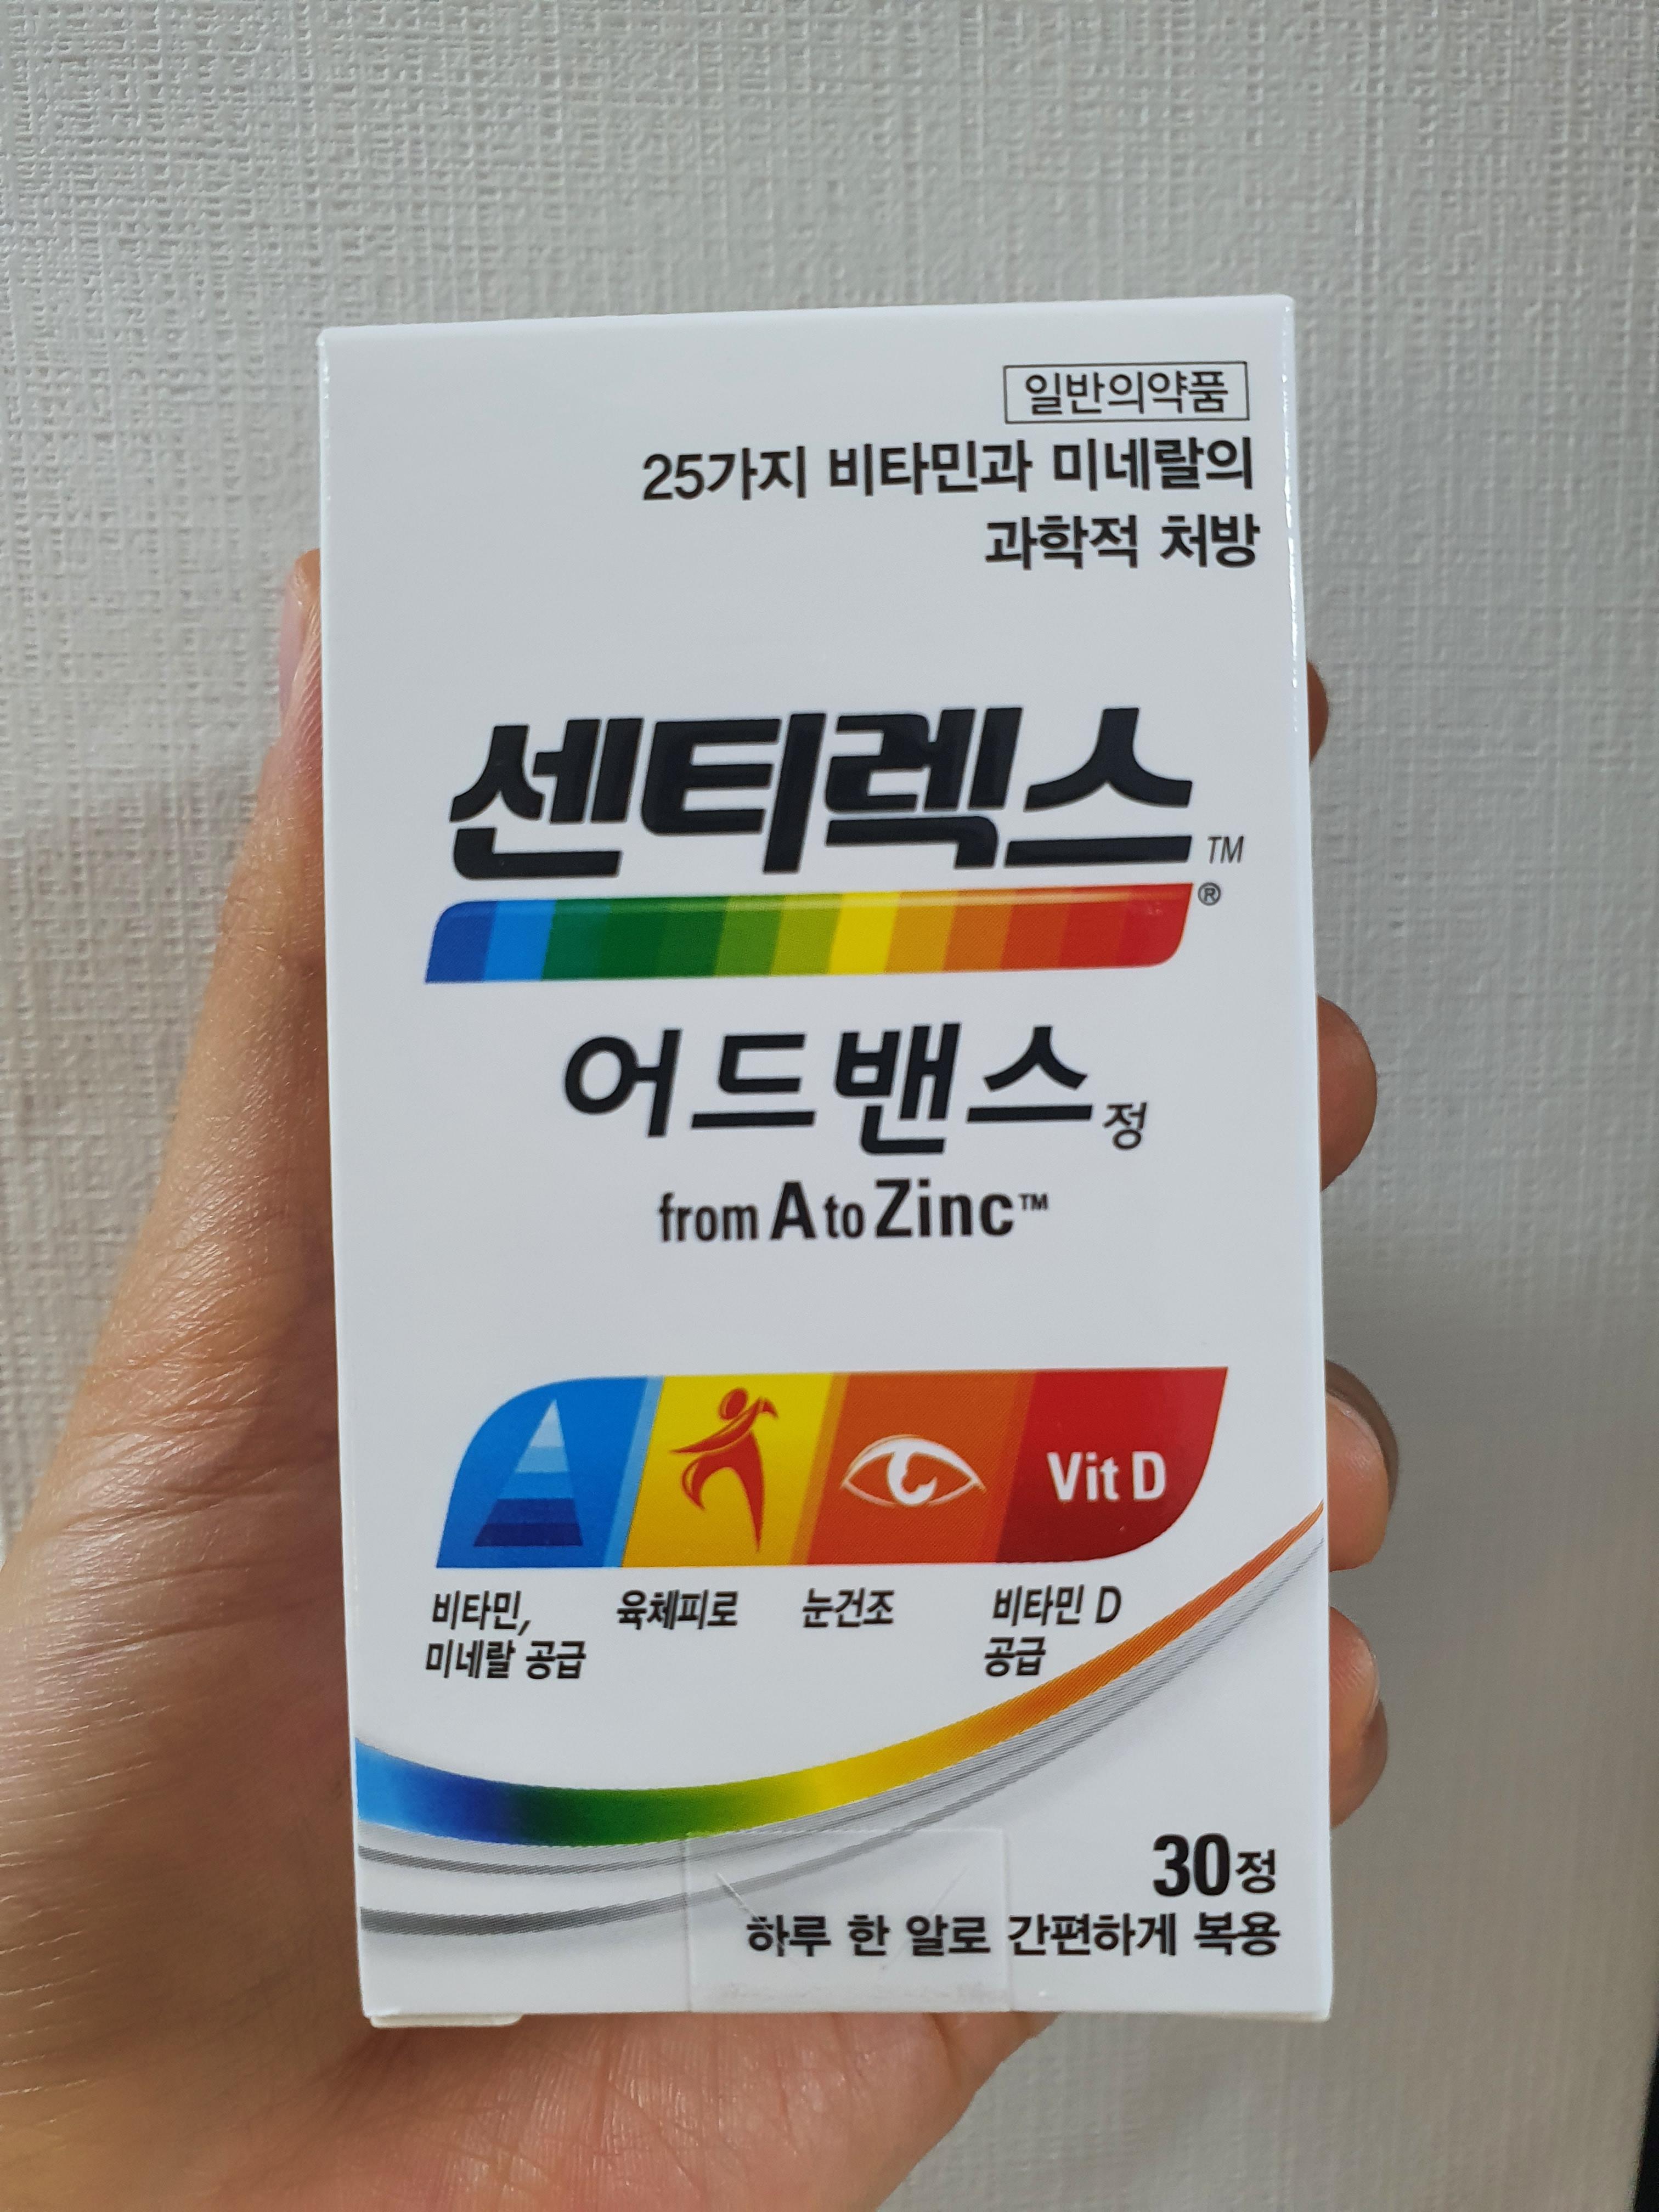 일반의약품
25가지 비타민과 미네랄의
과학적 처방
센티렉스™
®
어드밴스정
from A to Zinc™
Vit D
비타민,
미네랄 공급
육체피로
눈건조
비타민 D
공급
30정
하루 한 알로 간편하게 복용